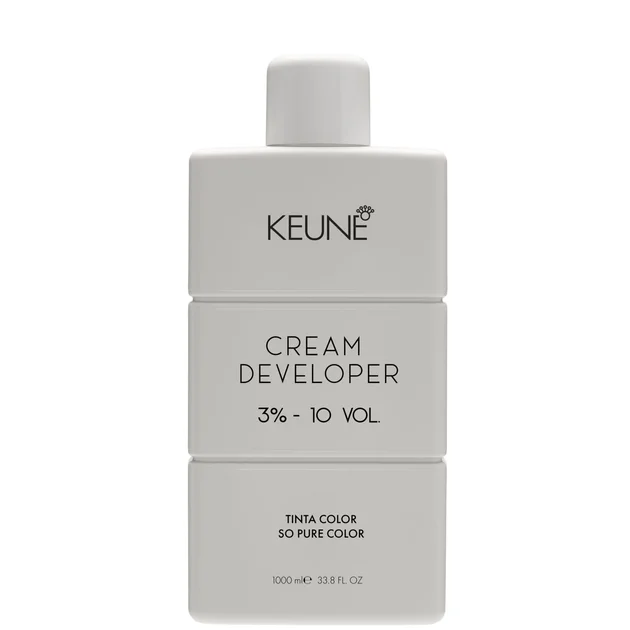 KEUNE
CREAM
DEVELOPER
3% - 10 VOL.
TINTA COLOR
SO PURE COLOR
1000 ml℮ 33.8 FL. OZ